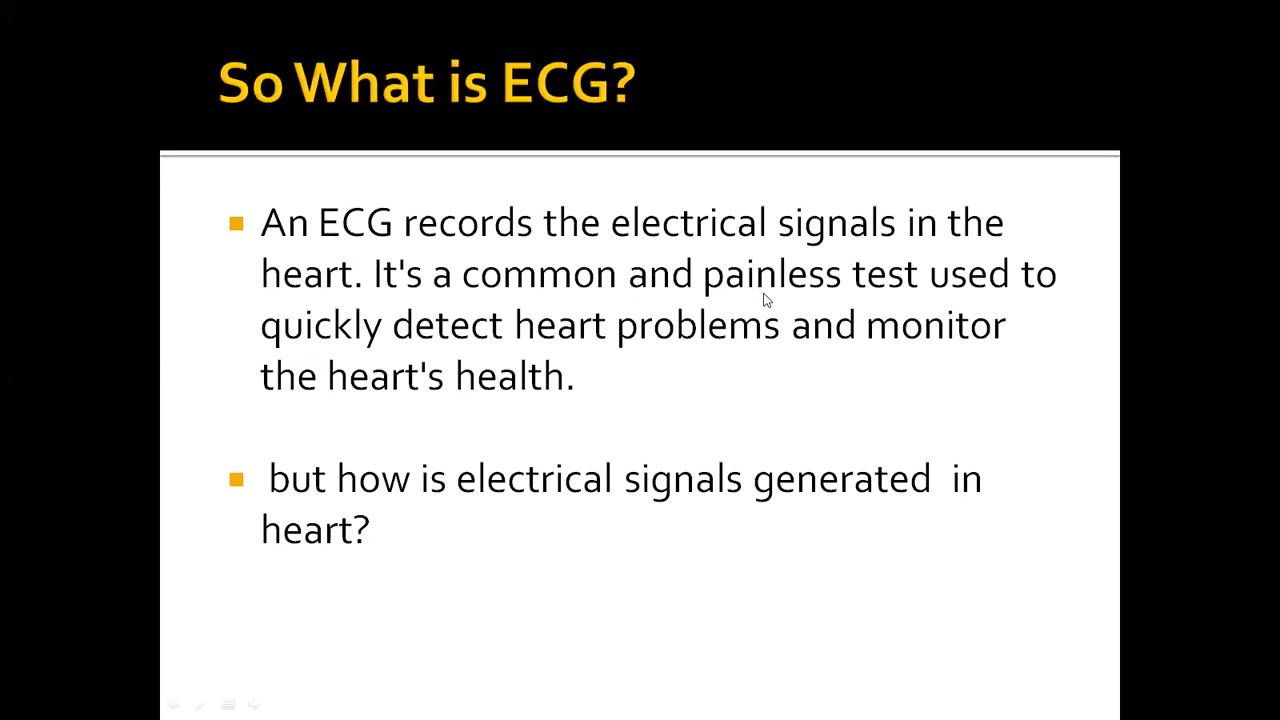 So What is ECG?
An ECG records the electrical signals in the
heart. It's a common and painless test used to
quickly detect heart problems and monitor
the heart's health.
but how is electrical signals generated in
heart?